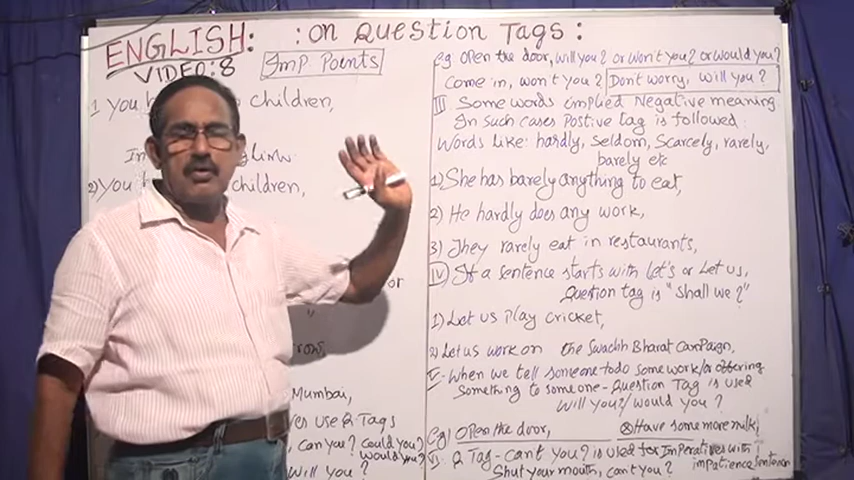 ENGLISH: : on Question Tags :
VIDEO:8 Imp Points
1 You children,
2) You children,
or
"
Mumbai,
use Q Tags
, can you? Could you?
would you?
Will you?
eg open the door, will you? or won't you? or would you?
Come in, won't you? Don't worry, will you?
III Some words implied Negative meaning
In such cases Postive tag is followed.
Words like: hardly, Seldom, Scarcely, rarely,
barely etc
1) She has barely anything to eat,
2) He hardly does any work,
3) They rarely eat in restaurants,
IV If a sentence starts with Let's or Let us,
Question tag is "Shall we?"
1) Let us play cricket,
2) Let us work on the Swachh Bharat Campaign,
V. When we tell someone to do some work/or offering
Something to someone - Question Tag is used
Will you?/would you?
Eg) Open the door, Have some more milk,
VI. Q Tag - can't you? is used for Imperatives with
impatience Sentence
Shut your mouth, can't you?